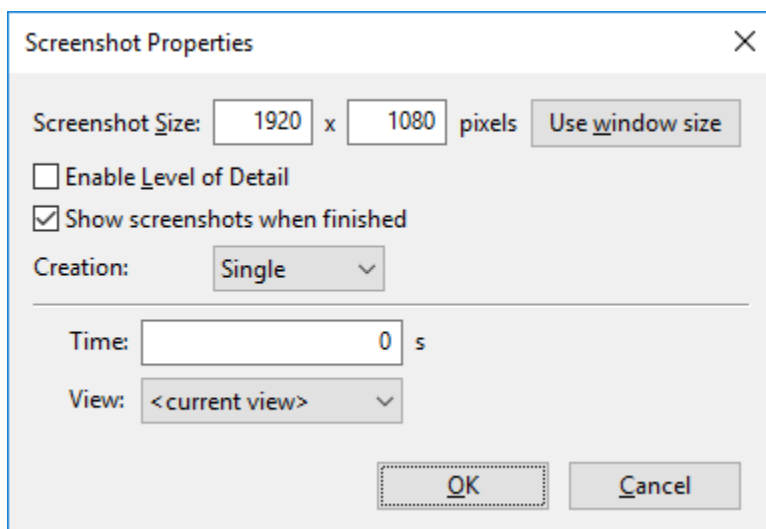 Screenshot Properties
Screenshot Size: 1920 x 1080 pixels Use window size
Enable Level of Detail
Show screenshots when finished
Creation: Single
Time: 0 s
View: <current view>
OK Cancel